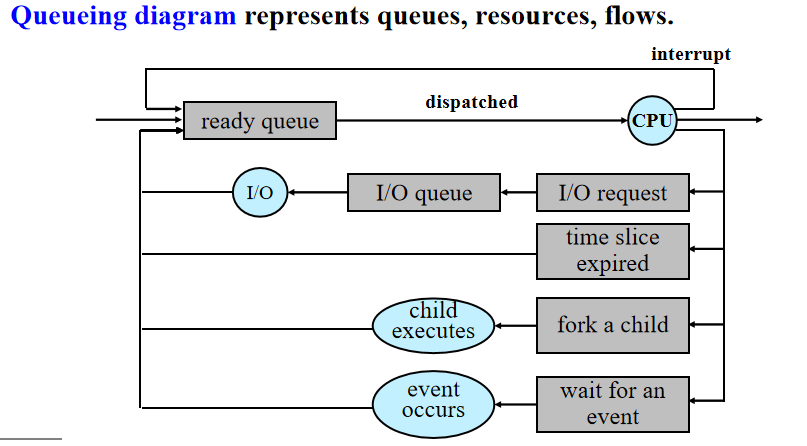 Queueing diagram represents queues, resources, flows.
interrupt
dispatched
ready queue
CPU
I/O
I/O queue
I/O request
time slice
expired
child
executes
fork a child
event
occurs
wait for an
event